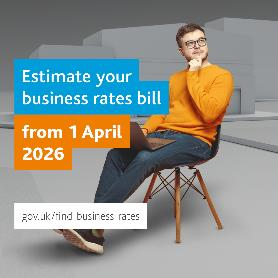 Estimate your
business rates bill
from 1 April
2026
gov.uk/find-business-rates